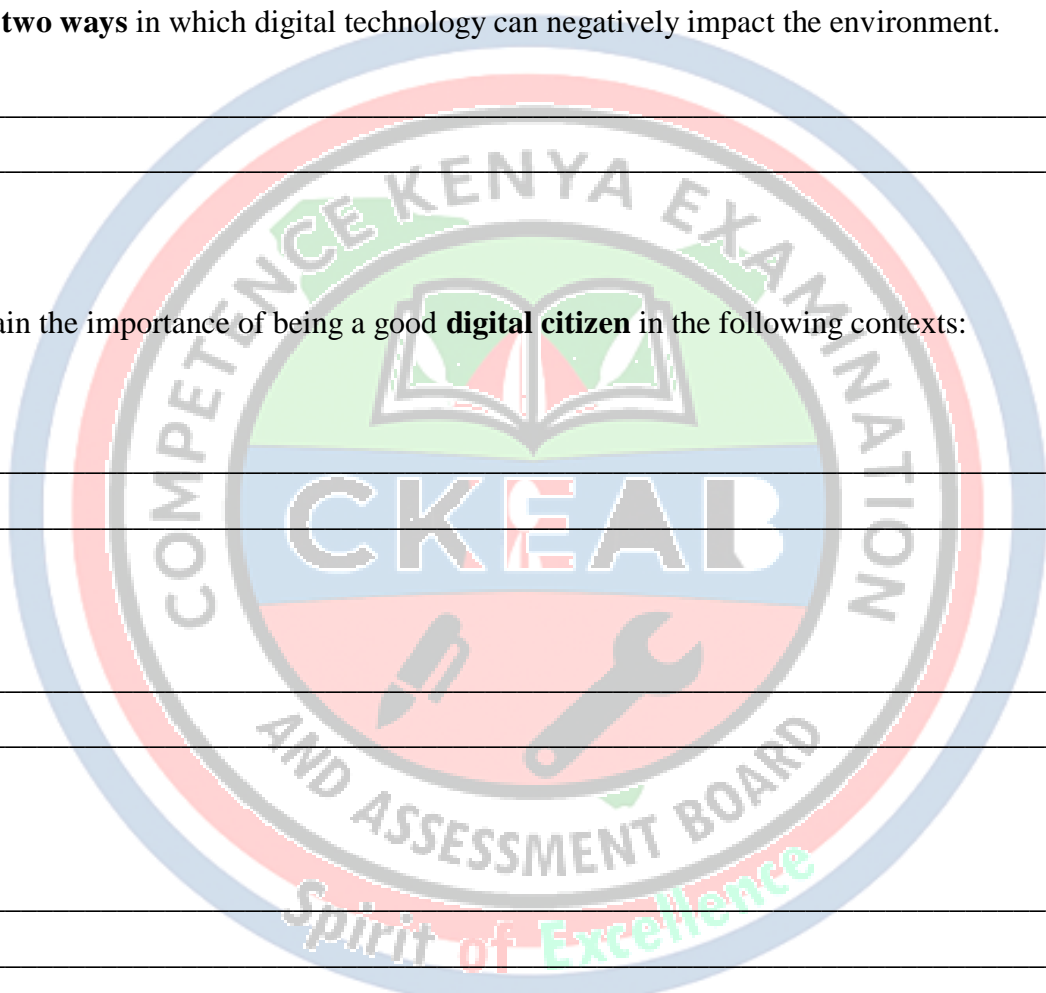 two ways in which digital technology can negatively impact the environment.
ain the importance of being a good digital citizen in the following contexts:
COMPETENCE KENYA EXAMINATION
CKEAB
AND ASSESSMENT BOARD
Spirit of Excellence